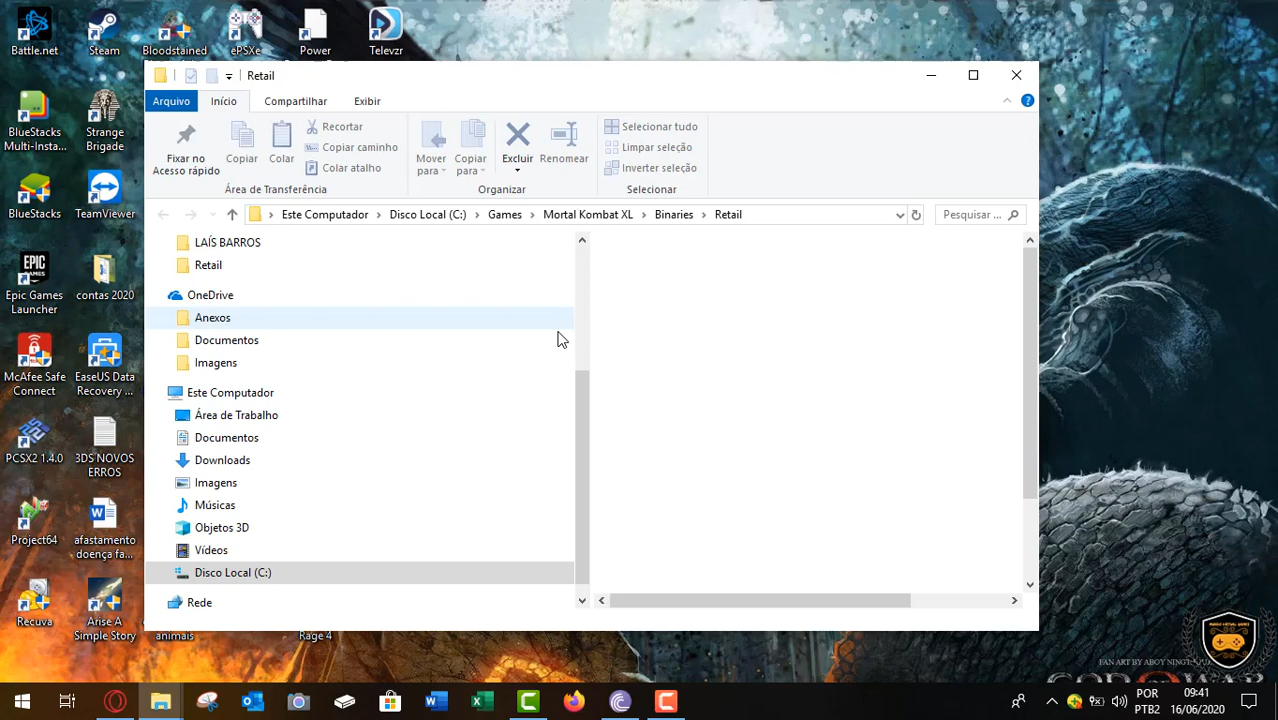 Battle.net
Steam
Bloodstained
ePSXe
Power
Televzr
Retail
Arquivo
Início
Compartilhar
Exibir
Fixar no
Acesso rápido
Copiar
Colar
Recortar
Copiar caminho
Colar atalho
Área de Transferência
Mover
para
Copiar
para
Excluir
Renomear
Organizar
Selecionar tudo
Limpar seleção
Inverter seleção
Selecionar
Este Computador
Disco Local (C:)
Games
Mortal Kombat XL
Binaries
Retail
Pesquisar ...
LAÍS BARROS
Retail
OneDrive
Anexos
Documentos
Imagens
Este Computador
Área de Trabalho
Documentos
Downloads
Imagens
Músicas
Objetos 3D
Vídeos
Disco Local (C:)
Rede
BlueStacks
Multi-Insta...
Strange
Brigade
BlueStacks
TeamViewer
EPIC
GAMES
Epic Games
Launcher
contas 2020
McAfee Safe
Connect
EaseUS Data
Recovery ...
PCSX2 1.4.0
3DS NOVOS
ERROS
Project64
afastamento
doença fa...
Recuva
Arise A
Simple Story
animais
Rage 4
POR
PTB2
09:41
16/06/2020